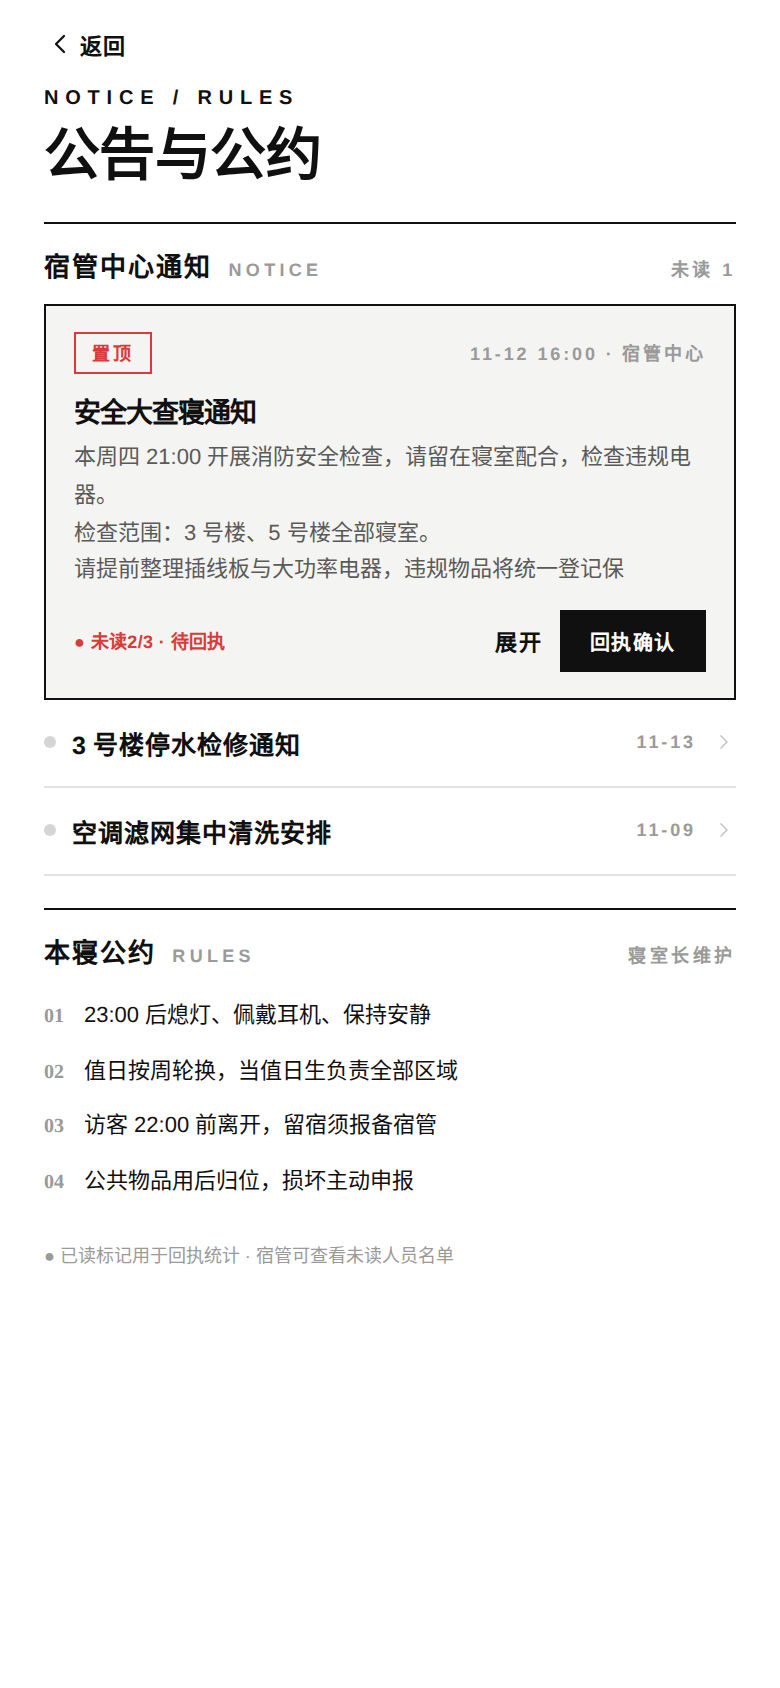 返回
NOTICE / RULES
公告与公约
宿管中心通知 NOTICE 未读 1
置顶 11-12 16:00 · 宿管中心
安全大查寝通知
本周四 21:00 开展消防安全检查，请留在寝室配合，检查违规电
器。
检查范围：3 号楼、5 号楼全部寝室。
请提前整理插线板与大功率电器，违规物品将统一登记保
● 未读2/3 · 待回执 展开 回执确认
3 号楼停水检修通知 11-13
空调滤网集中清洗安排 11-09
本寝公约 RULES 寝室长维护
01 23:00 后熄灯、佩戴耳机、保持安静
02 值日按周轮换，当值日生负责全部区域
03 访客 22:00 前离开，留宿须报备宿管
04 公共物品用后归位，损坏主动申报
● 已读标记用于回执统计 · 宿管可查看未读人员名单